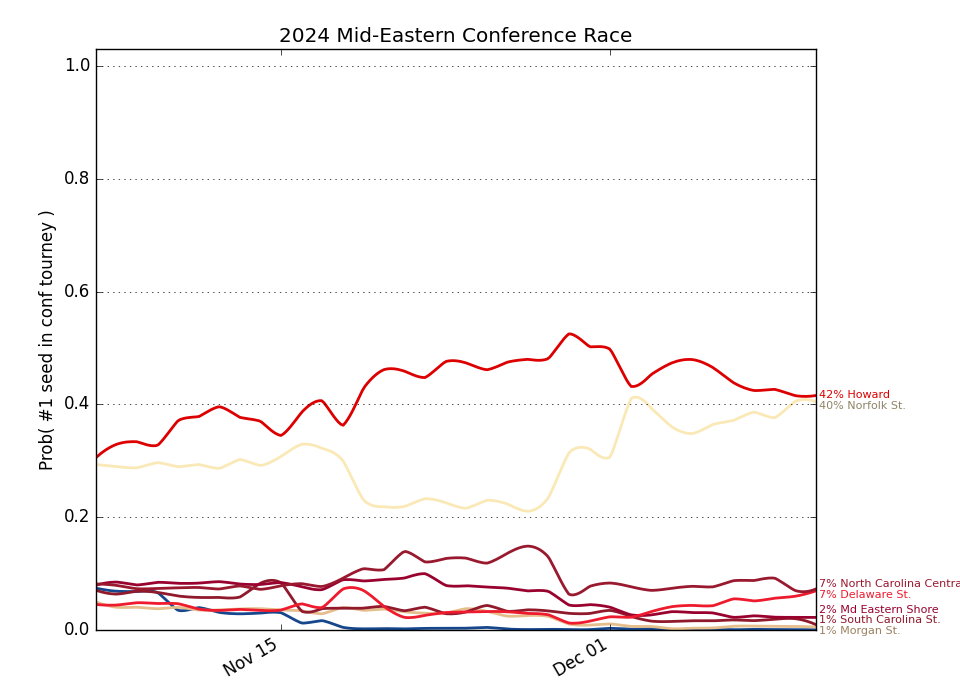 2024 Mid-Eastern Conference Race
Prob( #1 seed in conf tourney )
1.0
0.8
0.6
0.4
0.2
0.0
Nov 15
Dec 01
42% Howard
40% Norfolk St.
7% North Carolina Centra
7% Delaware St.
2% Md Eastern Shore
1% South Carolina St.
1% Morgan St.